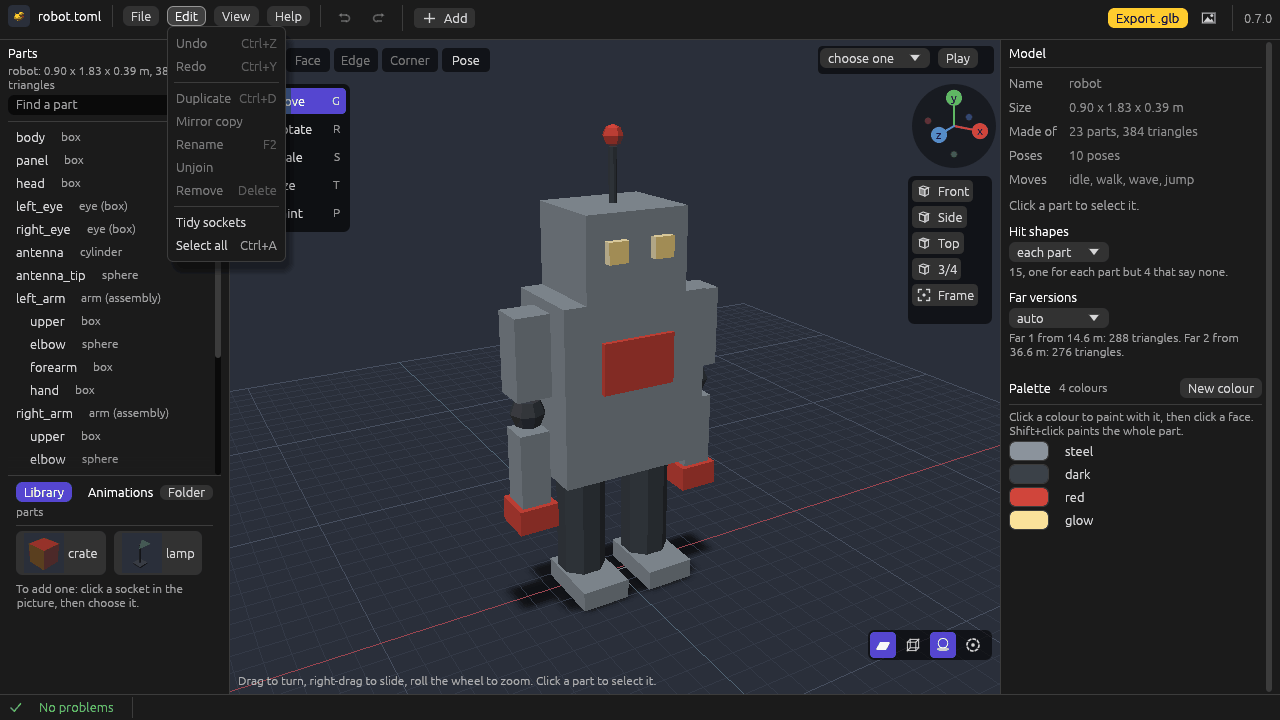 robot.toml
File
Edit
View
Help
Add
Export .glb
0.7.0
Undo Ctrl+Z
Redo Ctrl+Y
Duplicate Ctrl+D
Mirror copy
Rename F2
Unjoin
Remove Delete
Tidy sockets
Select all Ctrl+A
Parts
robot: 0.90 x 1.83 x 0.39 m, 38
triangles
Find a part
body box
panel box
head box
left_eye eye (box)
right_eye eye (box)
antenna cylinder
antenna_tip sphere
left_arm arm (assembly)
upper box
elbow sphere
forearm box
hand box
right_arm arm (assembly)
upper box
elbow sphere
Library
Animations
Folder
parts
crate
lamp
To add one: click a socket in the
picture, then choose it.
No problems
Face
Edge
Corner
Pose
ove G
otate R
ale S
ze T
int P
choose one
Play
y
x
z
Front
Side
Top
3/4
Frame
Drag to turn, right-drag to slide, roll the wheel to zoom. Click a part to select it.
Model
Name robot
Size 0.90 x 1.83 x 0.39 m
Made of 23 parts, 384 triangles
Poses 10 poses
Moves idle, walk, wave, jump
Click a part to select it.
Hit shapes
each part
15, one for each part but 4 that say none.
Far versions
auto
Far 1 from 14.6 m: 288 triangles. Far 2 from
36.6 m: 276 triangles.
Palette 4 colours
New colour
Click a colour to paint with it, then click a face.
Shift+click paints the whole part.
steel
dark
red
glow